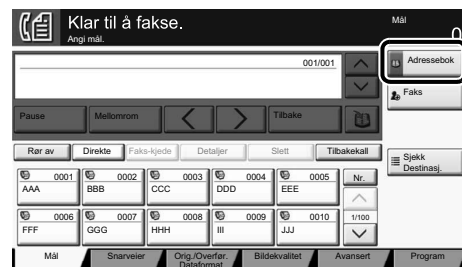 Klar til å fakse.
Angi mål.
Mål
0
001/001
Adressebok
Faks
Pause
Mellomrom
Tilbake
Rør av
Direkte
Faks-kjede
Detaljer
Slett
Tilbakekall
Sjekk
Destinasj.
0001
AAA
0002
BBB
0003
CCC
0004
DDD
0005
EEE
Nr.
0006
FFF
0007
GGG
0008
HHH
0009
III
0010
JJJ
1/100
Mål
Snarveier
Orig./Overfør.
Dataformat
Bildekvalitet
Avansert
Program